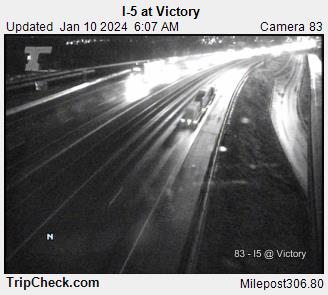 I-5 at Victory
Updated  Jan 10 2024  6:07 AM
Camera 83
T
N
83 - I5 @ Victory
TripCheck.com
Milepost306.80